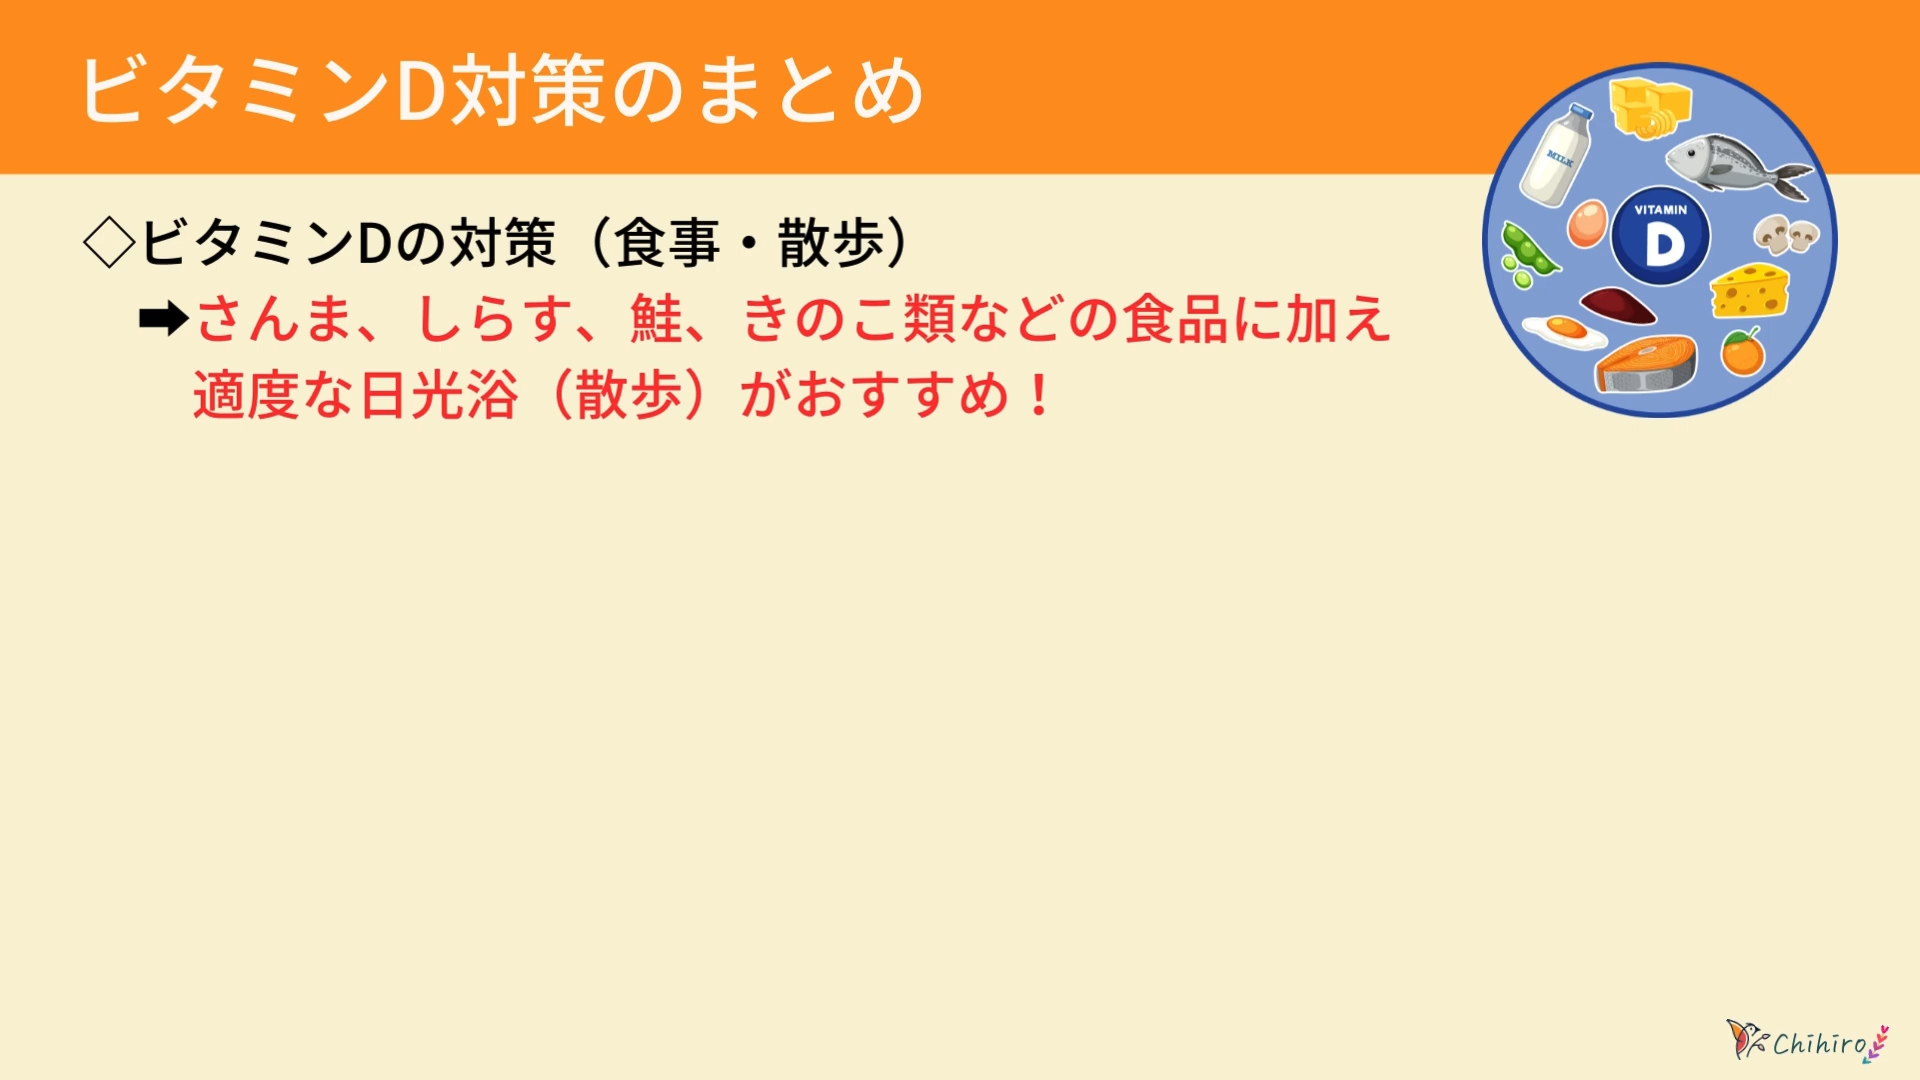 ビタミンD対策のまとめ
◇ビタミンDの対策（食事・散歩）
➡さんま、しらす、鮭、きのこ類などの食品に加え
適度な日光浴（散歩）がおすすめ！
MILK
VITAMIN
D
Chihiro